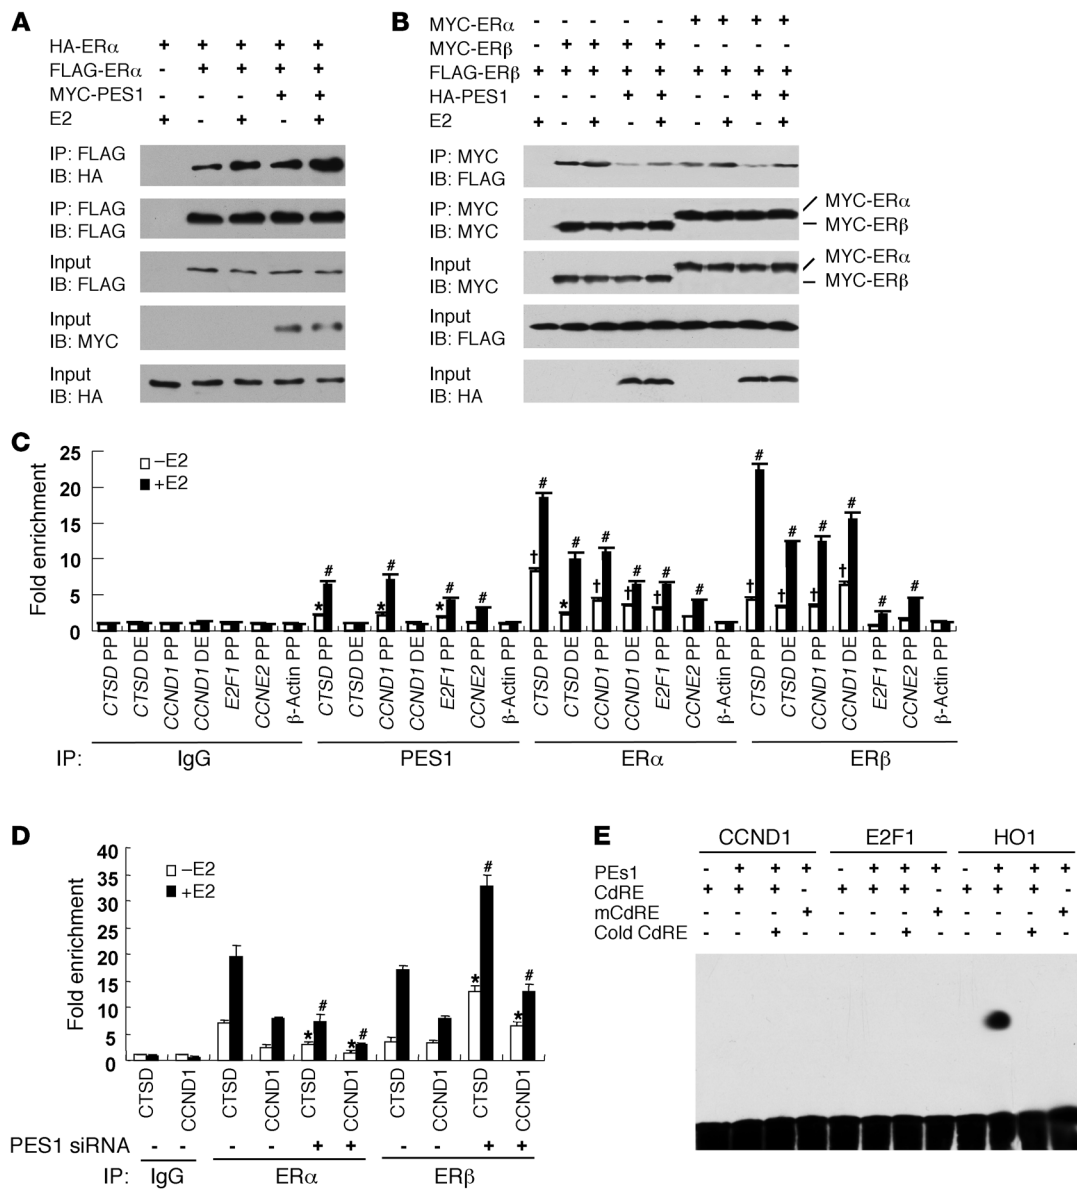 A
HA-ERα + + + + +
FLAG-ERα - + + + +
MYC-PES1 - - - + +
E2 + - + - +
IP: FLAG
IB: HA
IP: FLAG
IB: FLAG
Input
IB: FLAG
Input
IB: MYC
Input
IB: HA
B
MYC-ERα - - - - - + + + +
MYC-ERβ - + + + + - - - -
FLAG-ERβ + + + + + + + + +
HA-PES1 - - - + + - - + +
E2 + - + - + - + - +
IP: MYC
IB: FLAG
IP: MYC
IB: MYC
MYC-ERα
MYC-ERβ
Input
IB: MYC
MYC-ERα
MYC-ERβ
Input
IB: FLAG
Input
IB: HA
C
Fold enrichment
25
20
15
10
5
0
–E2
+E2
* # * # * # #
† # * # † # † # † # #
† # † # † # † # # #
CTSD PP CTSD DE CCND1 PP CCND1 DE E2F1 PP CCNE2 PP β-Actin PP
CTSD PP CTSD DE CCND1 PP CCND1 DE E2F1 PP CCNE2 PP β-Actin PP
CTSD PP CTSD DE CCND1 PP CCND1 DE E2F1 PP CCNE2 PP β-Actin PP
CTSD PP CTSD DE CCND1 PP CCND1 DE E2F1 PP CCNE2 PP β-Actin PP
IP: IgG PES1 ERα ERβ
D
Fold enrichment
40
35
30
25
20
15
10
5
0
–E2
+E2
* # * # * # * #
CTSD CCND1 CTSD CCND1 CTSD CCND1 CTSD CCND1 CTSD CCND1
PES1 siRNA - - - - + + - - + +
IP: IgG ERα ERβ
E
CCND1 E2F1 HO1
PEs1 - + + + - + + + - + + +
CdRE + + + - + + + - + + + -
mCdRE - - - + - - - + - - - +
Cold CdRE - - + - - - + - - - + -